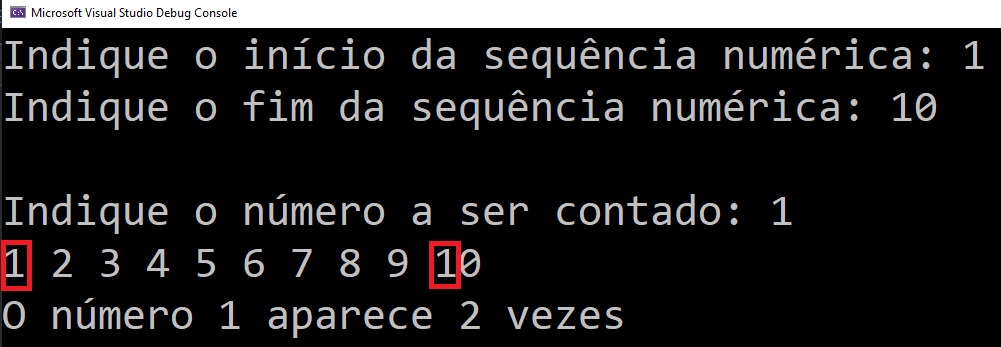 Microsoft Visual Studio Debug Console
Indique o início da sequência numérica: 1
Indique o fim da sequência numérica: 10
Indique o número a ser contado: 1
1 2 3 4 5 6 7 8 9 10
O número 1 aparece 2 vezes